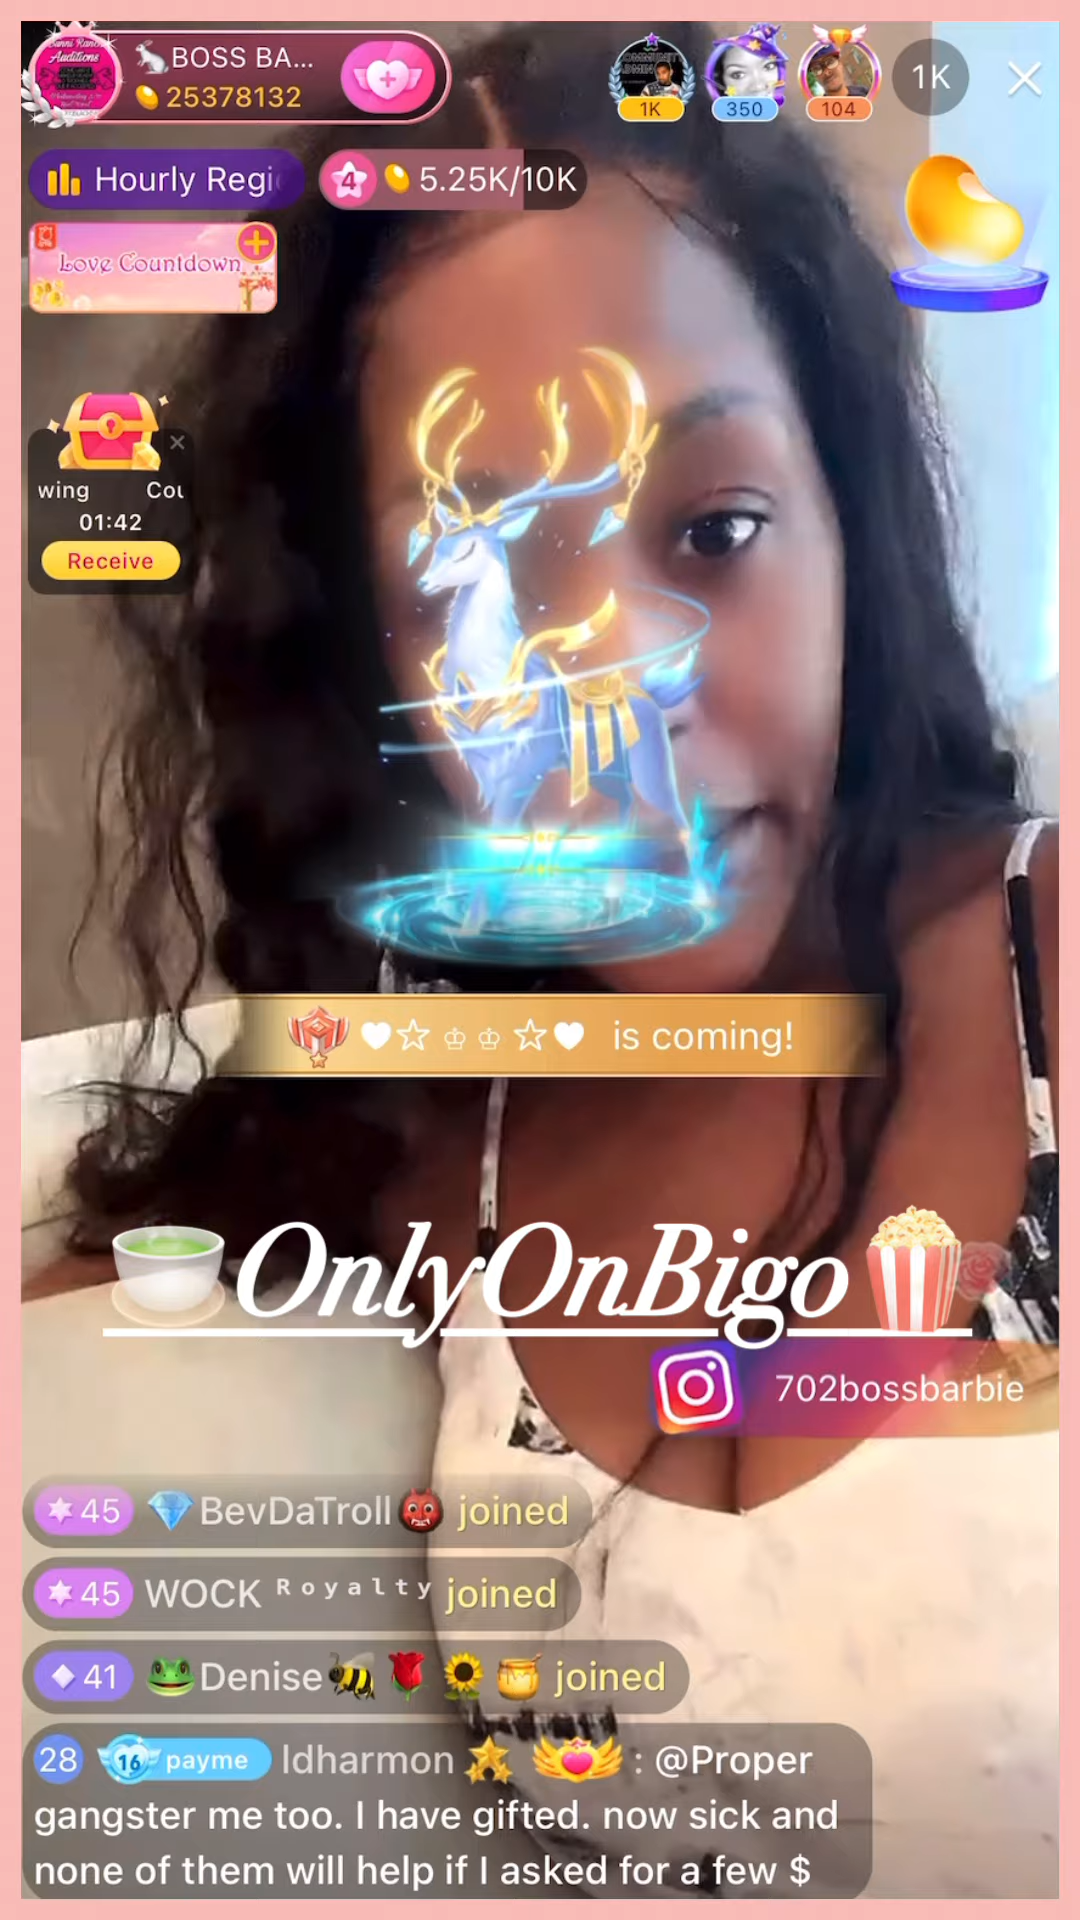 BOSS BA...
25378132
1K
350
104
1K
Hourly Regi
4 5.25K/10K
Love Countdown
wing Cou
01:42
Receive
♥☆♔♔☆♥ is coming!
🍵OnlyOnBigo🍿
702bossbarbie
45 💎BevDaTroll👹 joined
45 WOCK ᴿᵒʸᵃˡᵗʸ joined
41 🐸Denise🐝🌹🌻🍯 joined
28 16 payme ldharmon : @Proper
gangster me too. I have gifted. now sick and
none of them will help if I asked for a few $